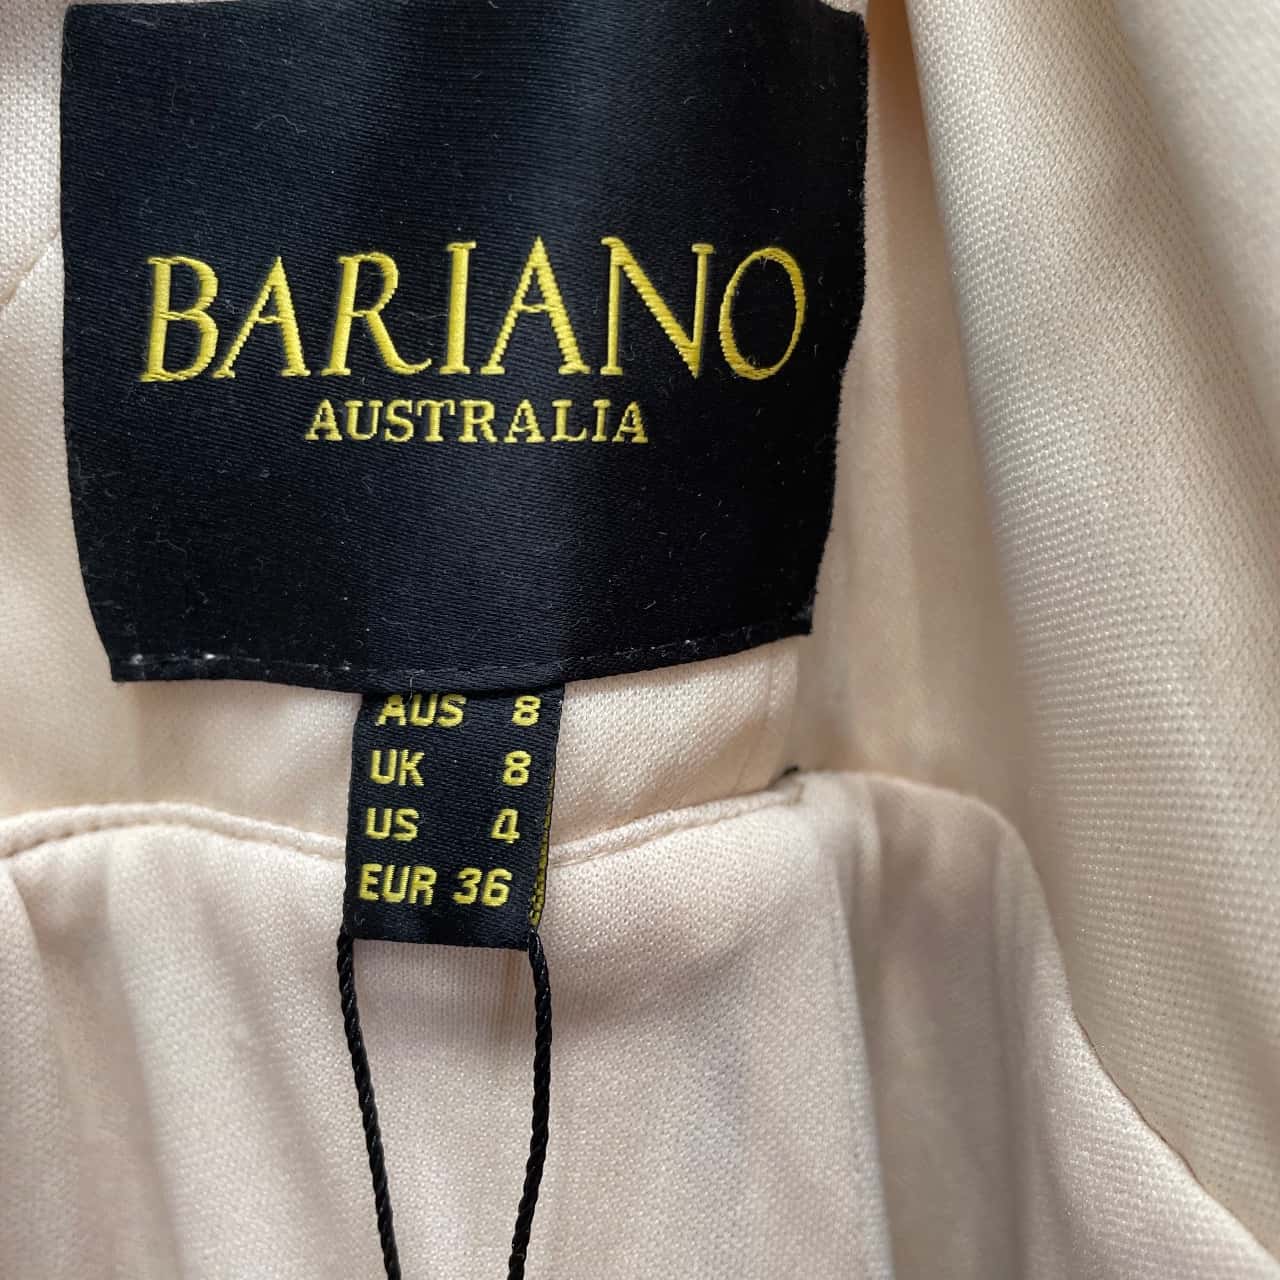 BARIANO
AUSTRALIA
AUS 8
UK 8
US 4
EUR 36